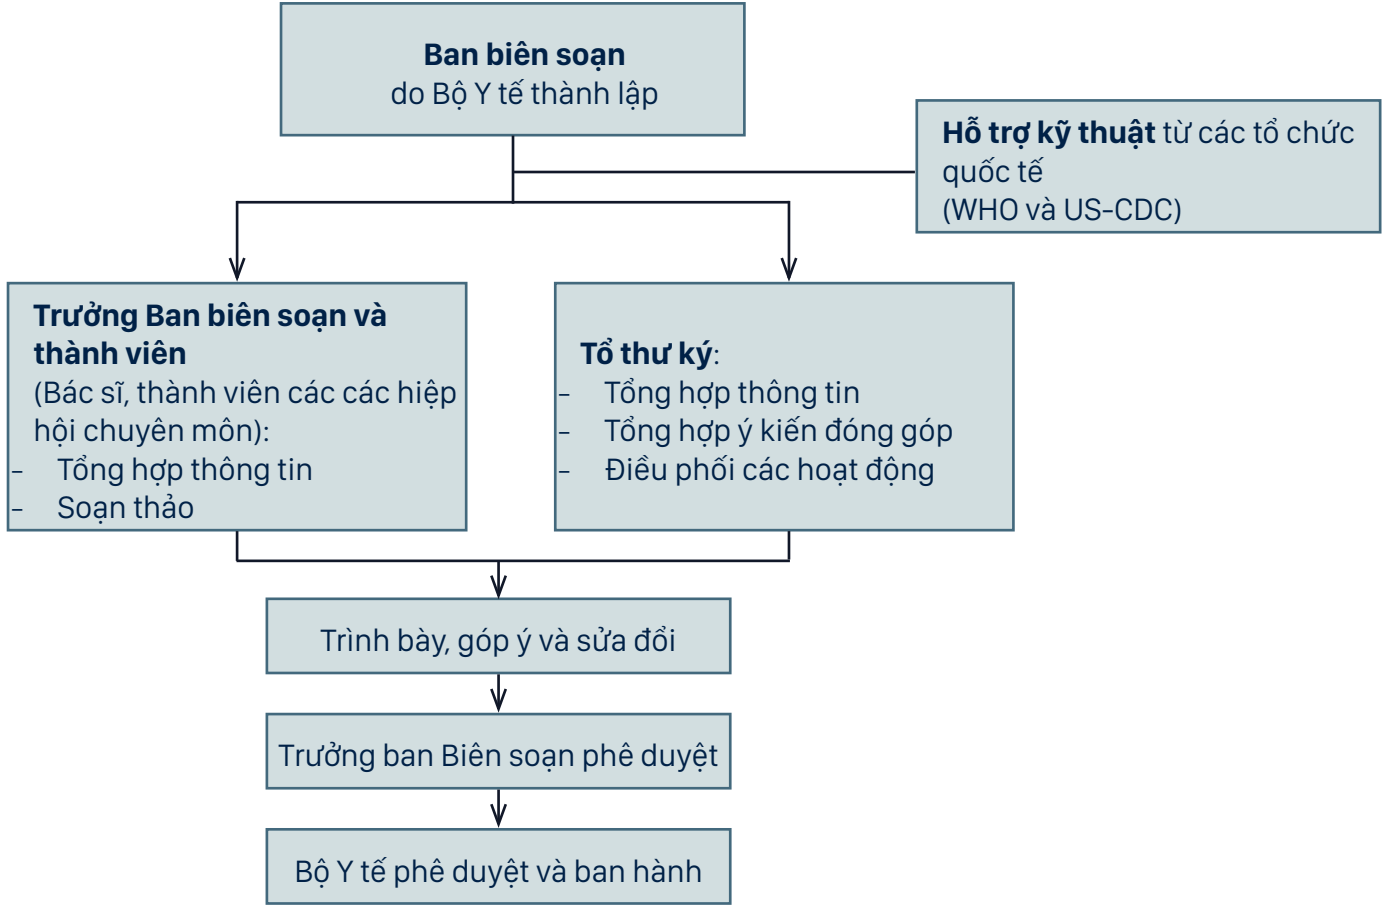 Ban biên soạn
do Bộ Y tế thành lập
Hỗ trợ kỹ thuật từ các tổ chức
quốc tế
(WHO và US-CDC)
Trưởng Ban biên soạn và
thành viên
(Bác sĩ, thành viên các các hiệp
hội chuyên môn):
- Tổng hợp thông tin
- Soạn thảo
Tổ thư ký:
- Tổng hợp thông tin
- Tổng hợp ý kiến đóng góp
- Điều phối các hoạt động
Trình bày, góp ý và sửa đổi
Trưởng ban Biên soạn phê duyệt
Bộ Y tế phê duyệt và ban hành